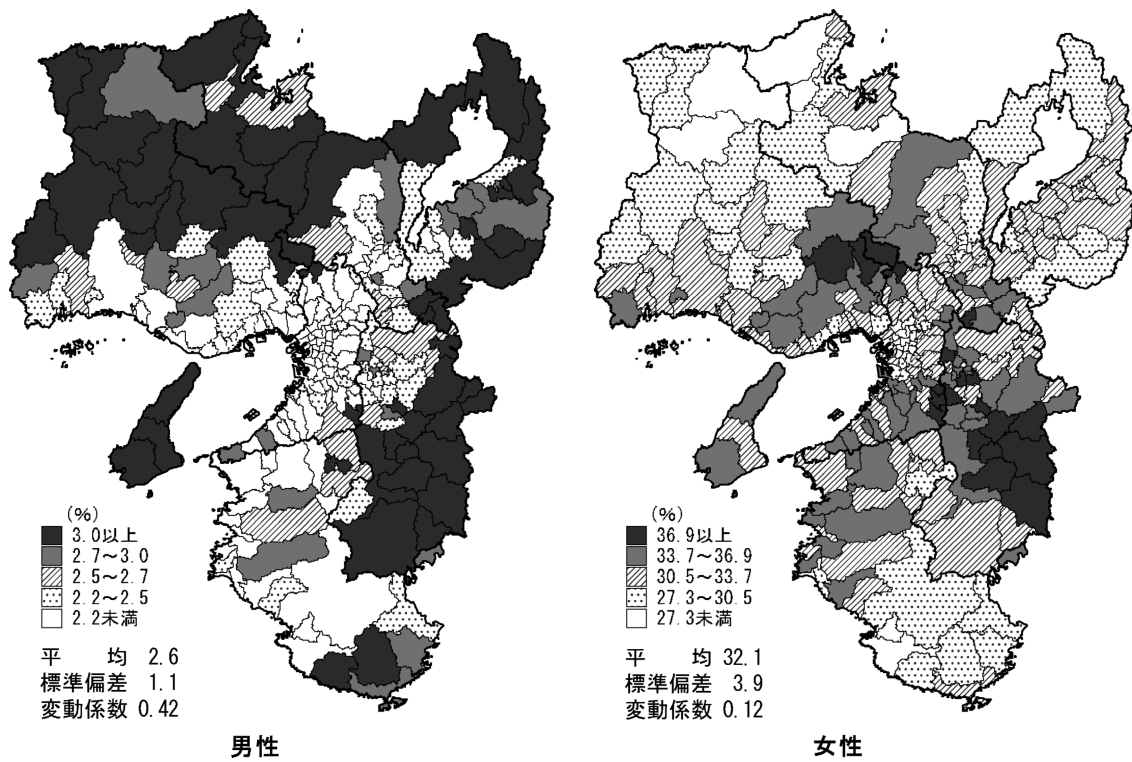 (%)
3.0以上
2.7～3.0
2.5～2.7
2.2～2.5
2.2未満
平　均 2.6
標準偏差 1.1
変動係数 0.42
男性
(%)
36.9以上
33.7～36.9
30.5～33.7
27.3～30.5
27.3未満
平　均 32.1
標準偏差 3.9
変動係数 0.12
女性